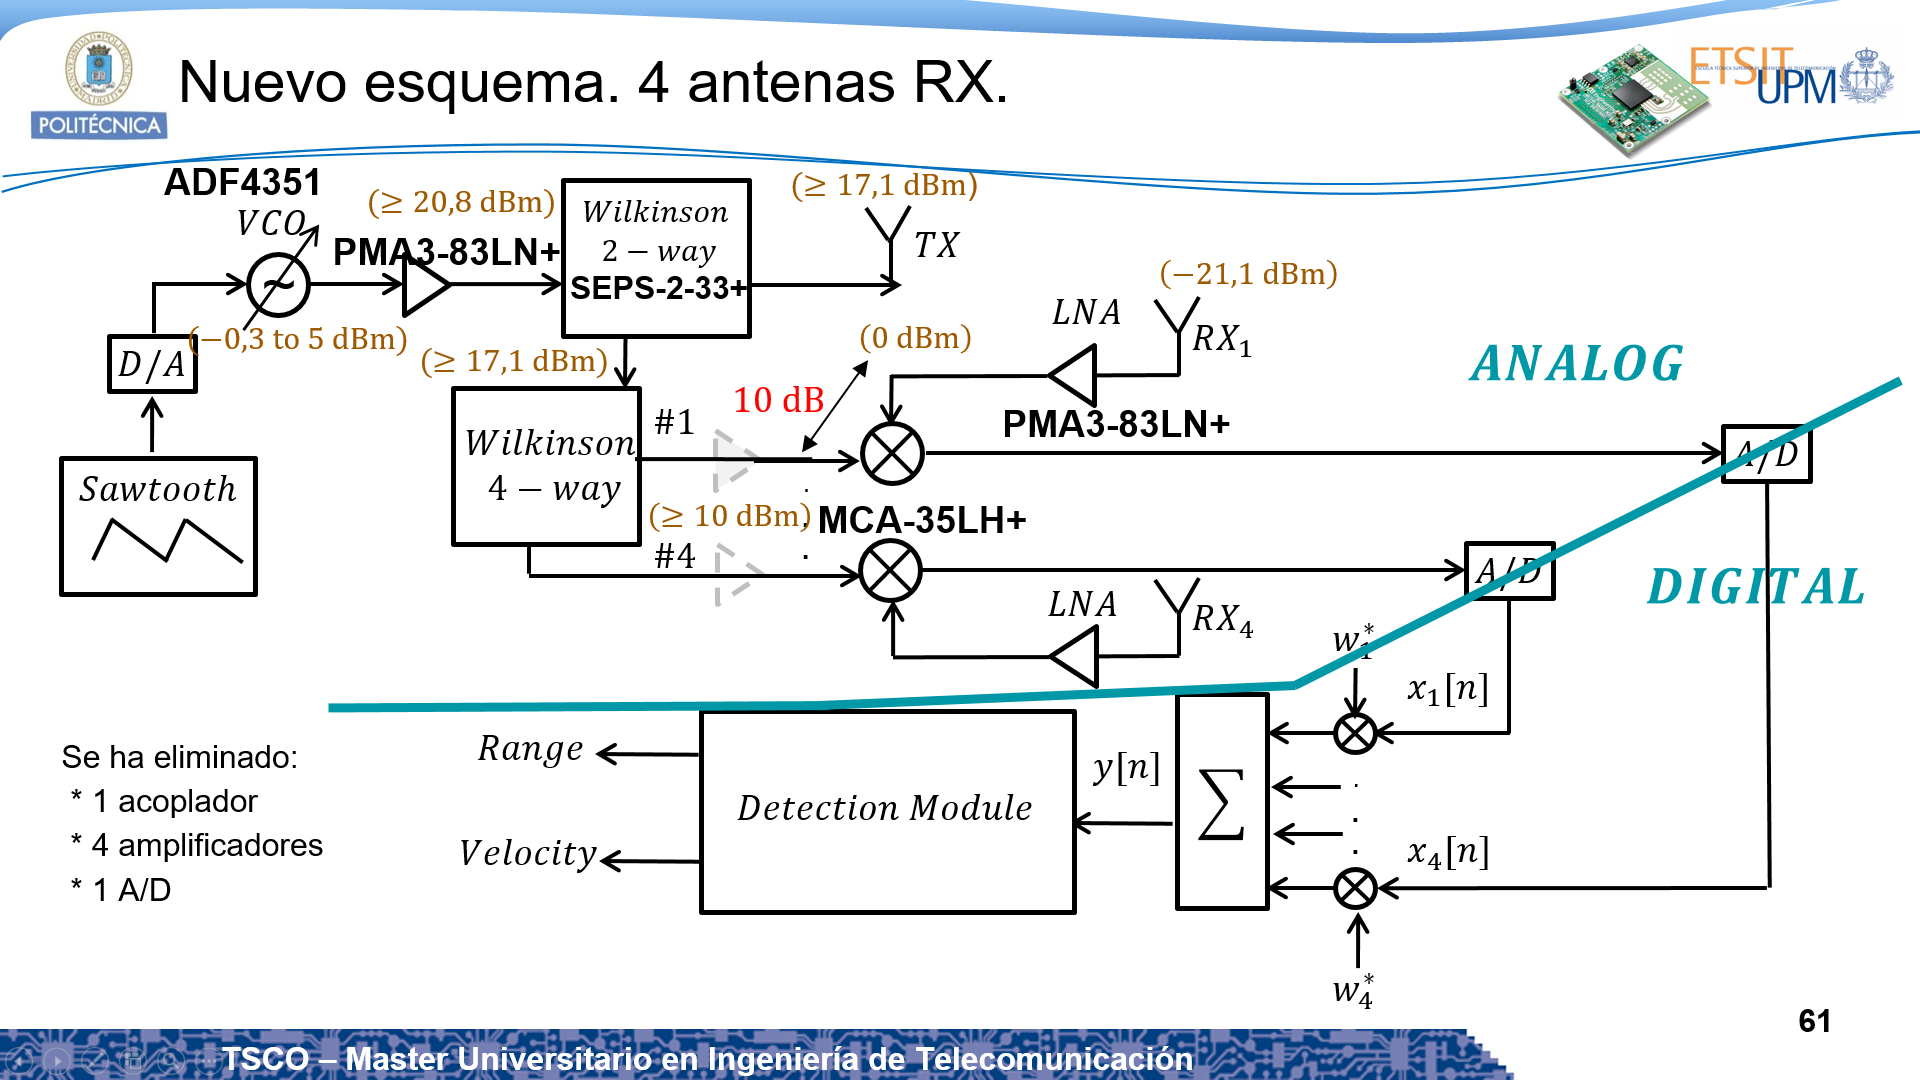 Nuevo esquema. 4 antenas RX.
POLITÉCNICA
ETSIT
UPM
ADF4351
VCO
(≥ 20,8 dBm)
PMA3-83LN+
Wilkinson
2 − way
SEPS-2-33+
(≥ 17,1 dBm)
TX
(−21,1 dBm)
LNA
RX₁
(−0,3 to 5 dBm)
(0 dBm)
D/A
(≥ 17,1 dBm)
10 dB
ANALOG
Wilkinson
4 − way
#1
PMA3-83LN+
A/D
Sawtooth
(≥ 10 dBm)
MCA-35LH+
#4
A/D
DIGITAL
LNA
RX₄
w₁*
x₁[n]
Range
y[n]
Detection Module
∑
Velocity
x₄[n]
w₄*
Se ha eliminado:
* 1 acoplador
* 4 amplificadores
* 1 A/D
61
TSCO – Master Universitario en Ingeniería de Telecomunicación